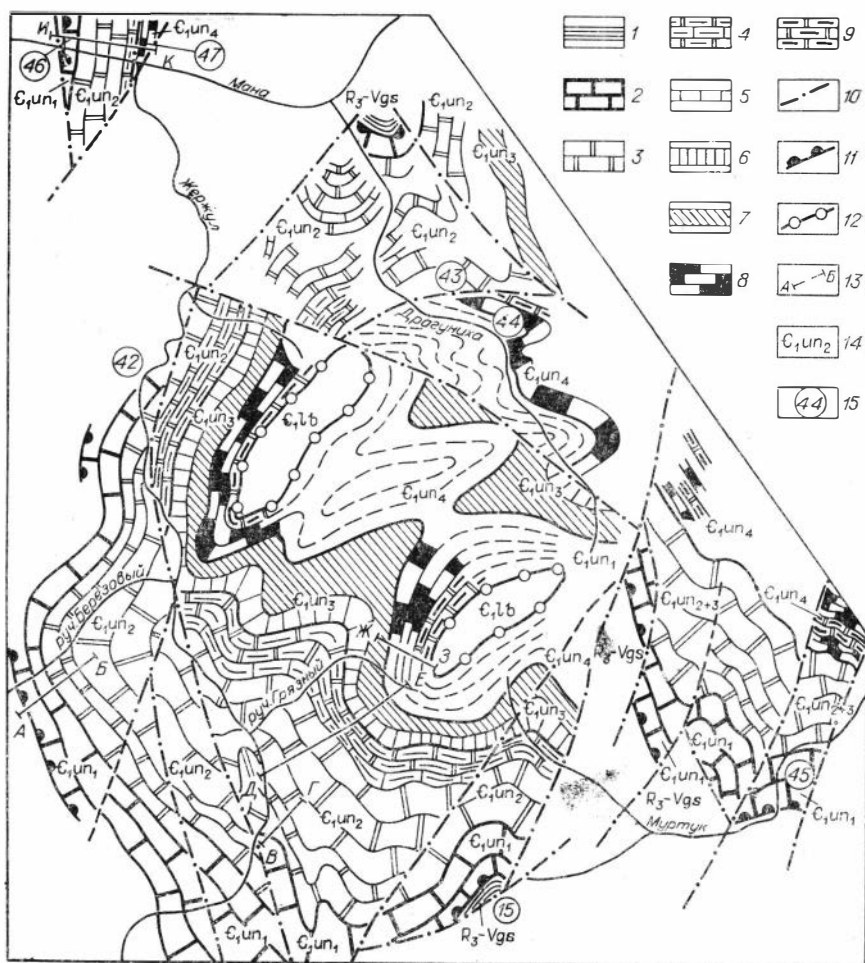 И
Є₁un₄
46
47
К
Є₁un₁
Є₁un₂
Мана
R₃-Vgs
Є₁un₂
Є₁un₃
Жержул
Є₁un₂
Є₁un₂
43
Драгуниха
44
42
Є₁un₂
Є₁un₄
Є₁un₃
Є₁lb
Є₁un₄
Є₁un₃
Є₁un₄
Є₁un₁
руч. Берёзовый
Є₁un₂
Є₁un₃
Є₁un₂₊₃
Є₁un₄
Є₁lb
Ж
З
Б
руч. Грязный
Е
Є₁un₄
R₃-Vgs
А
Є₁un₃
Є₁un₂₊₃
Є₁un₁
Є₁un₂
Д
Г
Є₁un₂
Є₁un₂
Є₁un₁
Є₁un₁
R₃-Vgs
45
Муртук
Є₁un₁
В
Є₁un₁
15
R₃-Vgs
Є₁un₁
Є₁un₁
1
2
3
4
5
6
7
8
9
10
11
12
А Б 13
Є₁un₂ 14
44 15